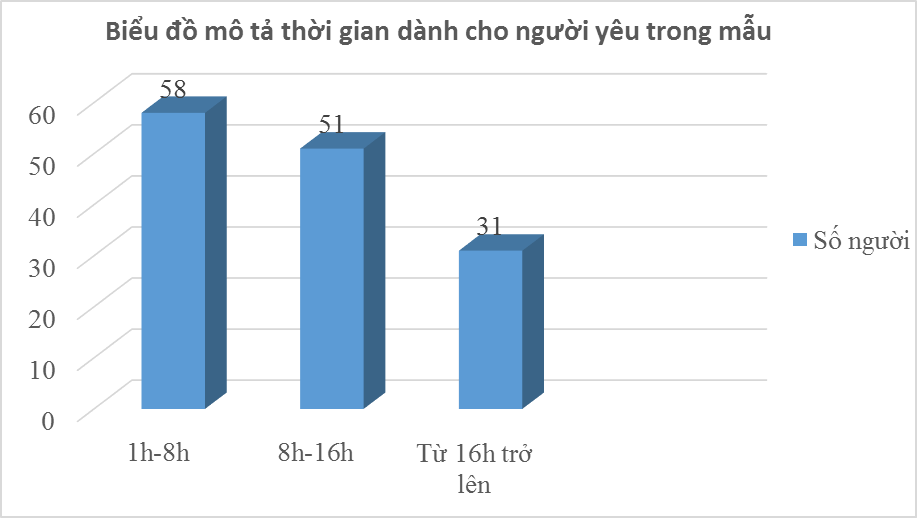 Biểu đồ mô tả thời gian dành cho người yêu trong mẫu
58
51
31
60
50
40
30
20
10
0
1h-8h
8h-16h
Từ 16h trở
lên
Số người